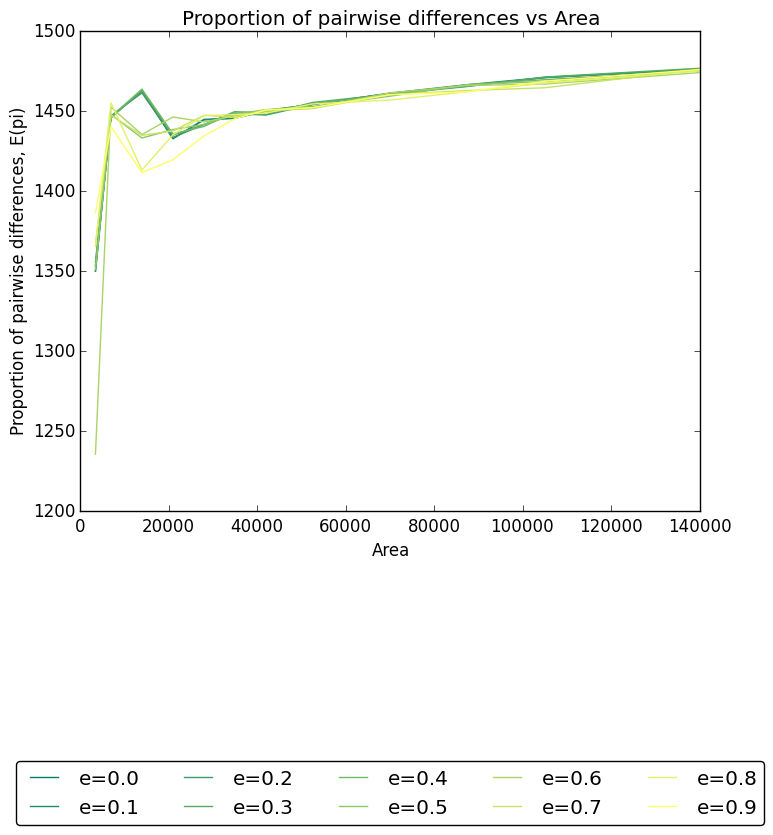 Proportion of pairwise differences vs Area
Proportion of pairwise differences, E(pi)
1500
1450
1400
1350
1300
1250
1200
0 20000 40000 60000 80000 100000 120000 140000
Area
e=0.0 e=0.2 e=0.4 e=0.6 e=0.8
e=0.1 e=0.3 e=0.5 e=0.7 e=0.9